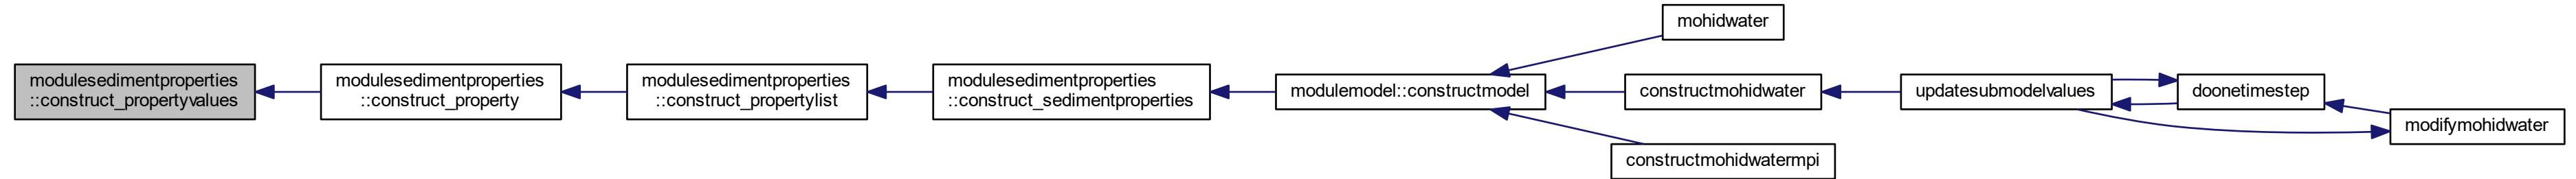 mohidwater
modulesedimentproperties
::construct_propertyvalues
modulesedimentproperties
::construct_property
modulesedimentproperties
::construct_propertylist
modulesedimentproperties
::construct_sedimentproperties
modulemodel::constructmodel
constructmohidwater
updatesubmodelvalues
doonetimestep
modifymohidwater
constructmohidwatermpi